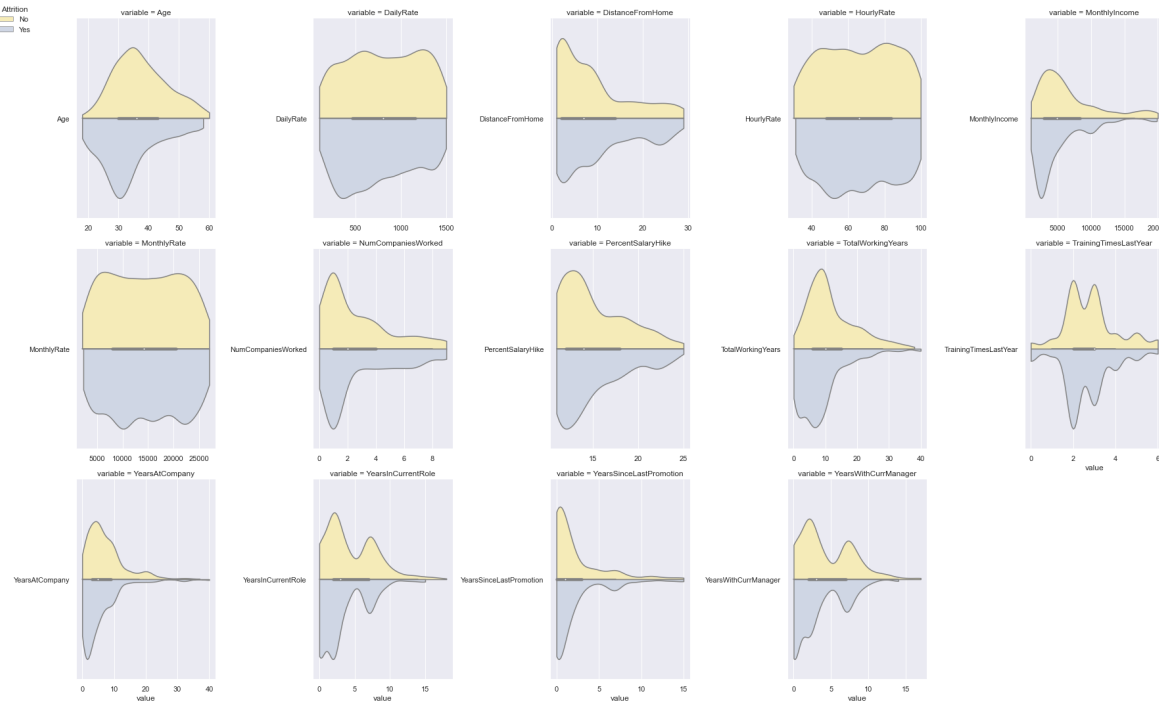 Attrition
No
Yes
variable = Age
variable = DailyRate
variable = DistanceFromHome
variable = HourlyRate
variable = MonthlyIncome
Age
DailyRate
DistanceFromHome
HourlyRate
MonthlyIncome
20 30 40 50 60
500 1000 1500
0 10 20 30
40 60 80 100
5000 10000 15000 200
variable = MonthlyRate
variable = NumCompaniesWorked
variable = PercentSalaryHike
variable = TotalWorkingYears
variable = TrainingTimesLastYear
MonthlyRate
NumCompaniesWorked
PercentSalaryHike
TotalWorkingYears
TrainingTimesLastYear
5000 10000 15000 20000 25000
0 2 4 6 8
15 20 25
0 10 20 30 40
0 2 4 6
value
variable = YearsAtCompany
variable = YearsInCurrentRole
variable = YearsSinceLastPromotion
variable = YearsWithCurrManager
YearsAtCompany
YearsInCurrentRole
YearsSinceLastPromotion
YearsWithCurrManager
0 10 20 30 40
0 5 10 15
0 5 10 15
0 5 10 15
value
value
value
value